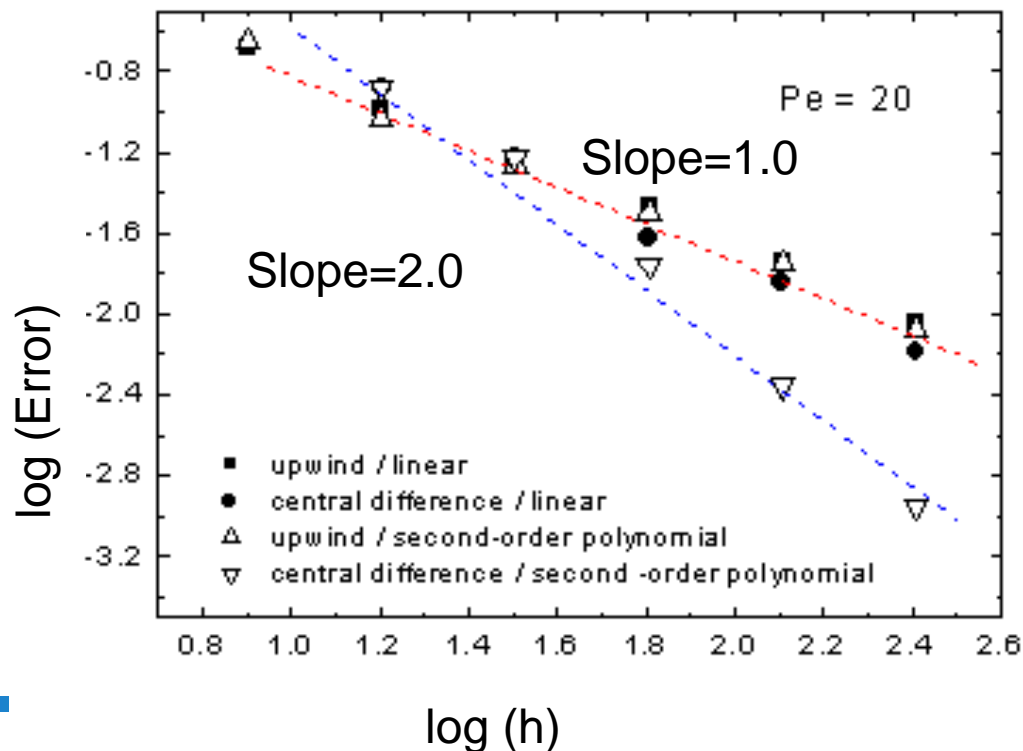 -0.8
-1.2
-1.6
-2.0
-2.4
-2.8
-3.2
Pe = 20
Slope=1.0
Slope=2.0
log (Error)
upwind / linear
central difference / linear
upwind / second-order polynomial
central difference / second -order polynomial
0.8 1.0 1.2 1.4 1.6 1.8 2.0 2.2 2.4 2.6
log (h)